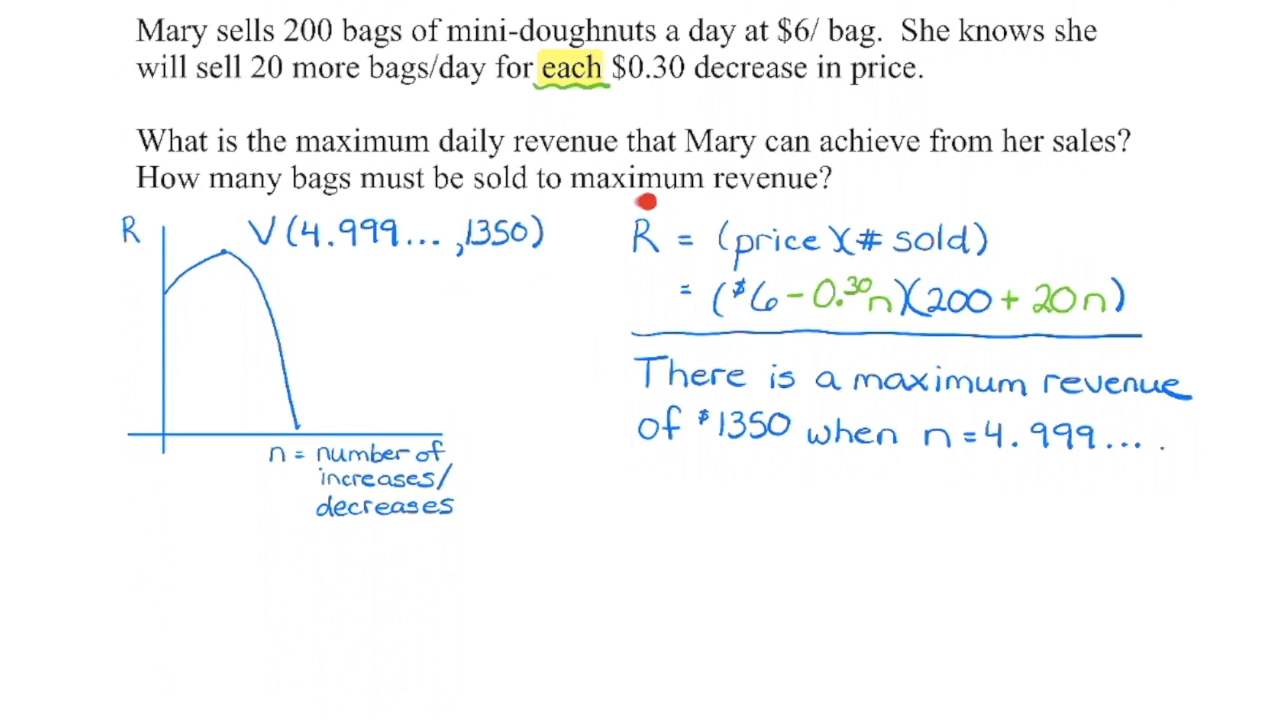 Mary sells 200 bags of mini-doughnuts a day at $6/ bag. She knows she
will sell 20 more bags/day for each $0.30 decrease in price.
What is the maximum daily revenue that Mary can achieve from her sales?
How many bags must be sold to maximum revenue?
R
V (4.999... ,1350)
n = number of
increases/
decreases
R = (price)(# sold)
= ($6 - 0.30n)(200 + 20n)
There is a maximum revenue
of $1350 when n=4.999... .